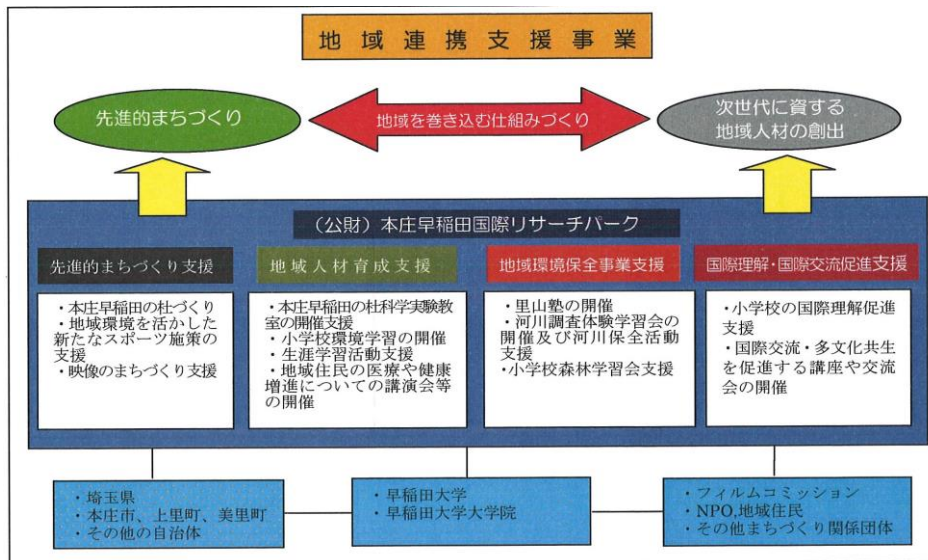 地域連携支援事業
先進的まちづくり
地域を巻き込む仕組みづくり
次世代に資する
地域人材の創出
（公財）本庄早稲田国際リサーチパーク
先進的まちづくり支援
・本庄早稲田の杜づくり
・地域環境を活かした
新たなスポーツ施策の
支援
・映像のまちづくり支援
地域人材育成支援
・本庄早稲田の杜科学実験教
室の開催支援
・小学校環境学習の開催
・生涯学習活動支援
・地域住民の医療や健康
増進についての講演会等
の開催
地域環境保全事業支援
・里山塾の開催
・河川調査体験学習会の
開催及び河川保全活動
支援
・小学校森林学習会支援
国際理解・国際交流促進支援
・小学校の国際理解促進
支援
・国際交流・多文化共生
を促進する講座や交流
会の開催
・埼玉県
・本庄市、上里町、美里町
・その他の自治体
・早稲田大学
・早稲田大学大学院
・フィルムコミッション
・NPO,地域住民
・その他まちづくり関係団体